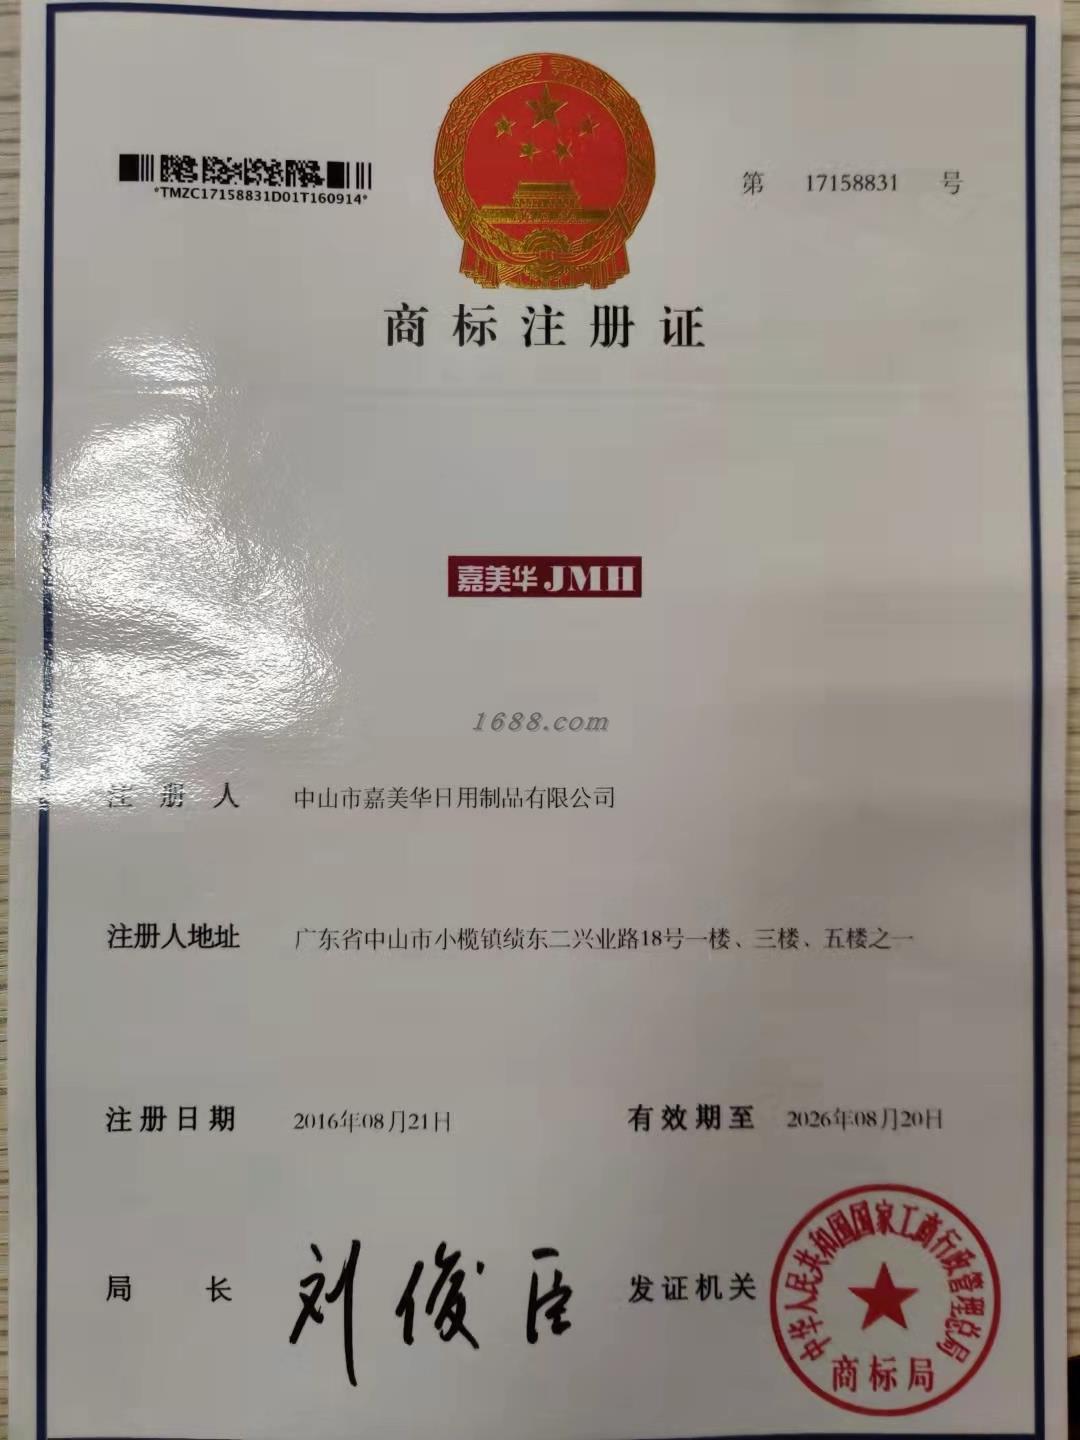 *TMZC17158831D01T160914*
第 17158831 号
商标注册证
嘉美华 JMH
1688.com
注册人 中山市嘉美华日用制品有限公司
注册人地址 广东省中山市小榄镇绩东二兴业路18号一楼、三楼、五楼之一
注册日期 2016年08月21日 有效期至 2026年08月20日
局长 刘俊臣 发证机关
中华人民共和国国家工商行政管理总局
商标局